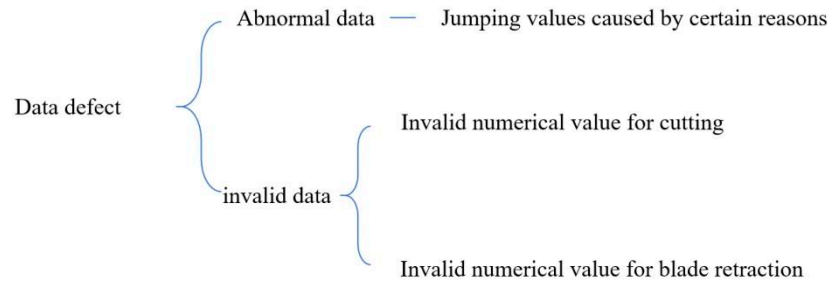 Abnormal data
Jumping values caused by certain reasons
Data defect
Invalid numerical value for cutting
invalid data
Invalid numerical value for blade retraction